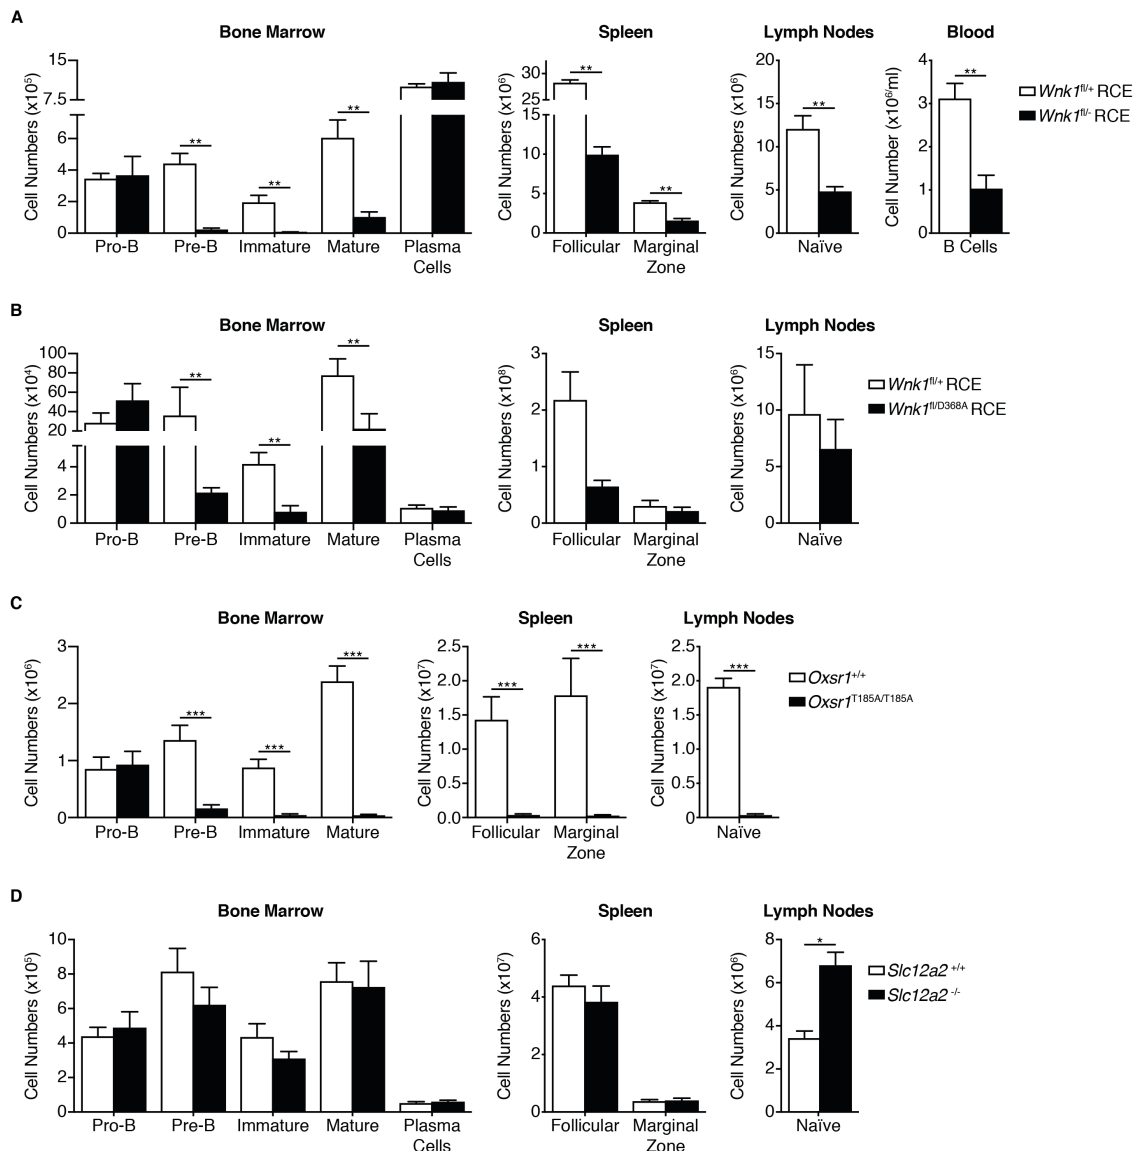 A
Bone Marrow
Spleen
Lymph Nodes
Blood
Cell Numbers (x10⁵)
15
7.5
6
4
2
0
**
**
**
Pro-B
Pre-B
Immature
Mature
Plasma
Cells
Cell Numbers (x10⁶)
30
25
15
10
5
0
**
**
Follicular
Marginal
Zone
Cell Numbers (x10⁶)
20
15
10
5
0
**
Naïve
Cell Number (x10⁶/ml)
4
3
2
1
0
**
B Cells
Wnk1fl/+ RCE
Wnk1fl/- RCE
B
Bone Marrow
Spleen
Lymph Nodes
Cell Numbers (x10⁴)
100
80
60
40
20
4
2
0
**
**
**
Pro-B
Pre-B
Immature
Mature
Plasma
Cells
Cell Numbers (x10⁸)
3
2
1
0
Follicular
Marginal
Zone
Cell Numbers (x10⁶)
15
10
5
0
Naïve
Wnk1fl/+ RCE
Wnk1fl/D368A RCE
C
Bone Marrow
Spleen
Lymph Nodes
Cell Numbers (x10⁶)
3
2
1
0
***
***
***
Pro-B
Pre-B
Immature
Mature
Cell Numbers (x10⁷)
2.5
2.0
1.5
1.0
0.5
0.0
***
***
Follicular
Marginal
Zone
Cell Numbers (x10⁷)
2.5
2.0
1.5
1.0
0.5
0
***
Naïve
Oxsr1+/+
Oxsr1T185A/T185A
D
Bone Marrow
Spleen
Lymph Nodes
Cell Numbers (x10⁵)
10
8
6
4
2
0
Pro-B
Pre-B
Immature
Mature
Plasma
Cells
Cell Numbers (x10⁷)
6
4
2
0
Follicular
Marginal
Zone
Cell Numbers (x10⁶)
8
6
4
2
0
*
Naïve
Slc12a2 +/+
Slc12a2 -/-